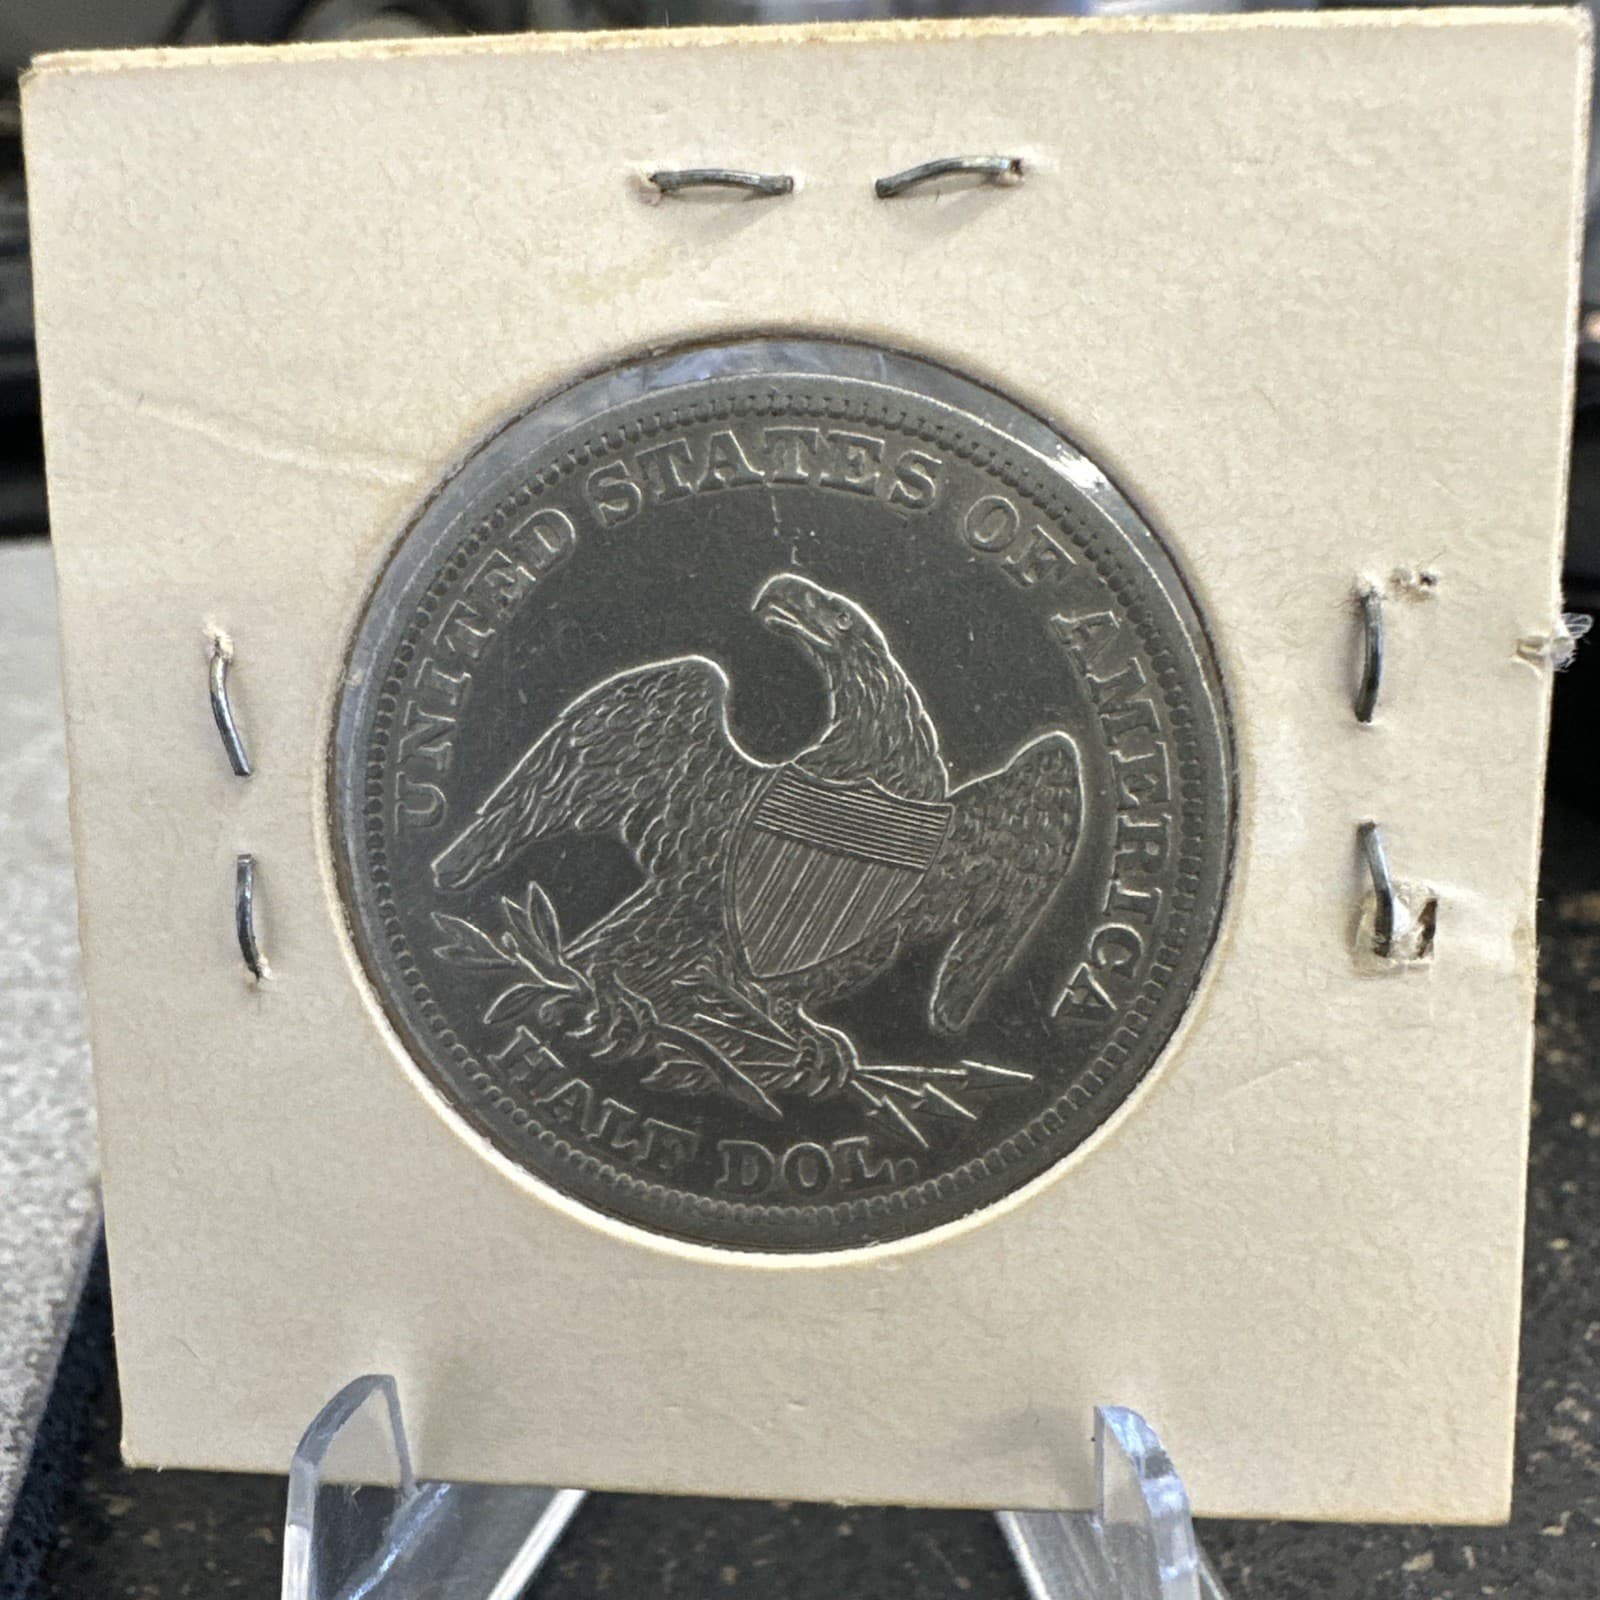 UNITED STATES OF AMERICA
HALF DOL.